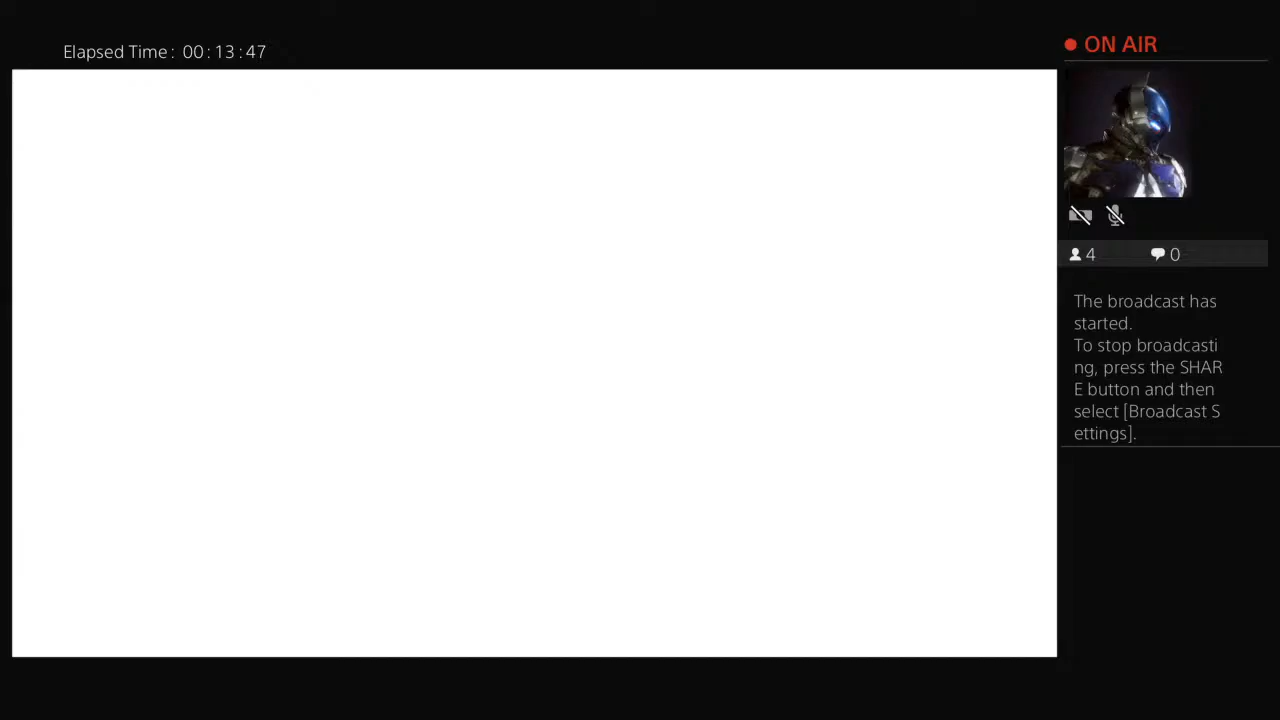 Elapsed Time: 00:13:47
ON AIR
4 0
The broadcast has
started.
To stop broadcasti
ng, press the SHAR
E button and then
select [Broadcast S
ettings].